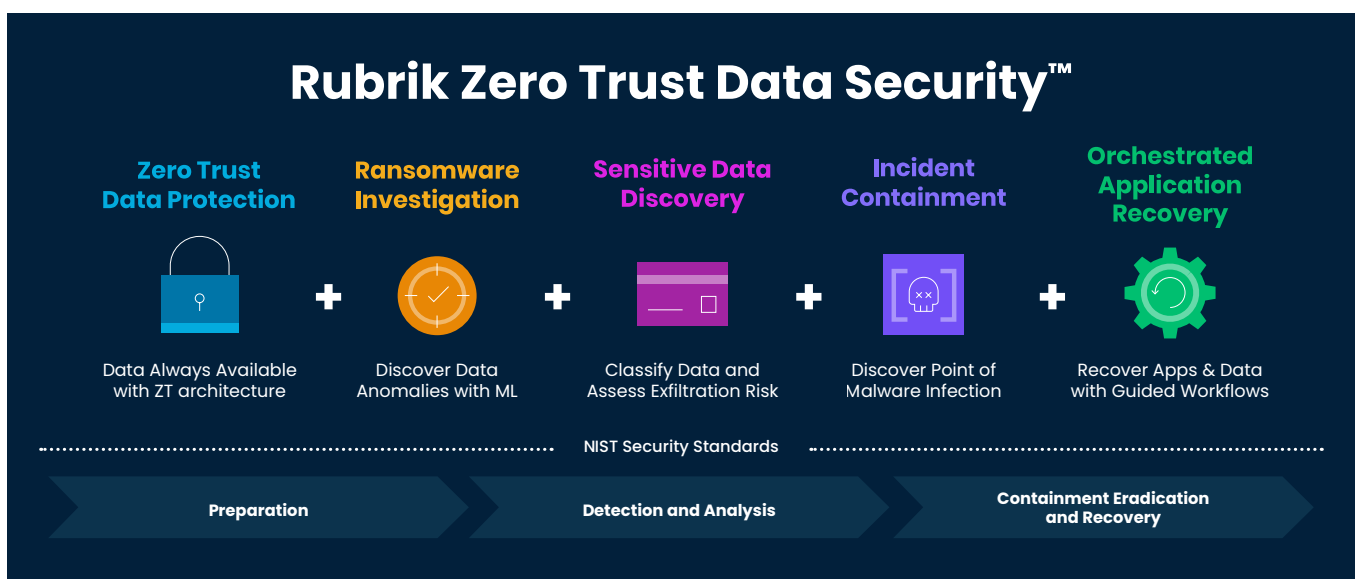 Rubrik Zero Trust Data Security™
Zero Trust
Data Protection
Data Always Available
with ZT architecture
Ransomware
Investigation
Discover Data
Anomalies with ML
Sensitive Data
Discovery
Classify Data and
Assess Exfiltration Risk
Incident
Containment
Discover Point of
Malware Infection
Orchestrated
Application
Recovery
Recover Apps & Data
with Guided Workflows
NIST Security Standards
Preparation
Detection and Analysis
Containment Eradication
and Recovery